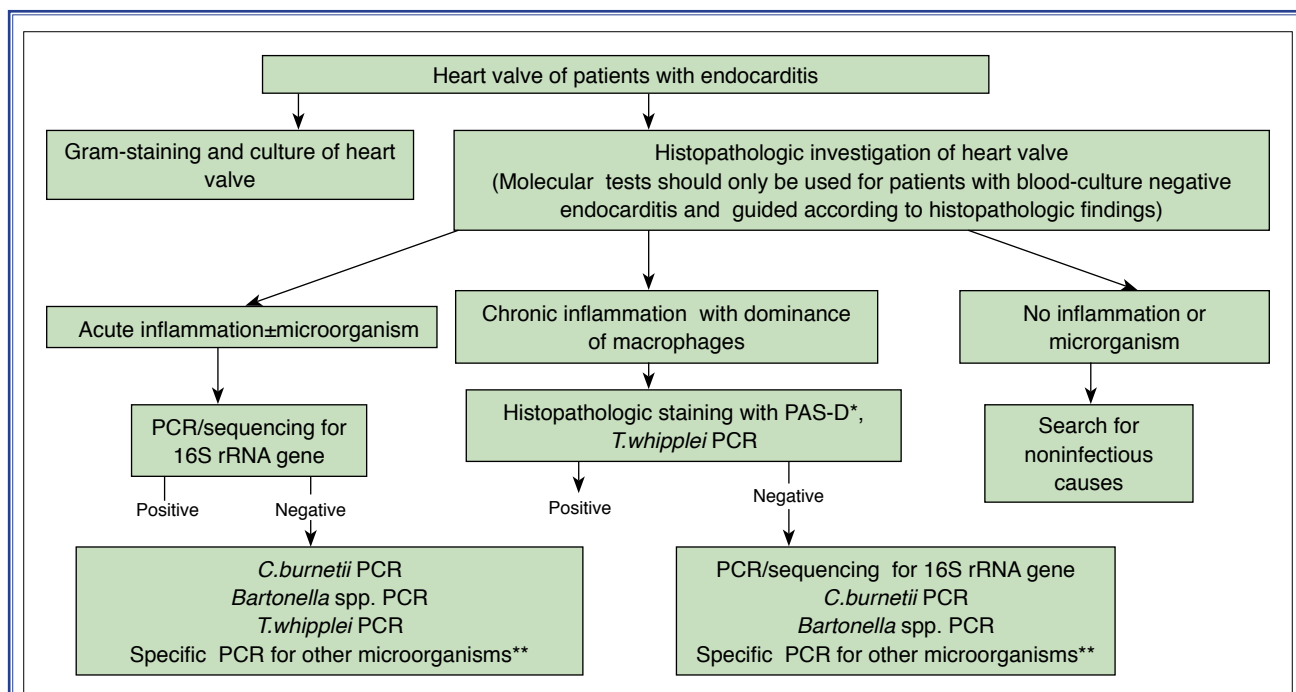 Heart valve of patients with endocarditis
Gram-staining and culture of heart
valve
Histopathologic investigation of heart valve
(Molecular tests should only be used for patients with blood-culture negative
endocarditis and guided according to histopathologic findings)
Acute inflammation±microorganism
Chronic inflammation with dominance
of macrophages
No inflammation or
microrganism
PCR/sequencing for
16S rRNA gene
Histopathologic staining with PAS-D*,
T.whipplei PCR
Search for
noninfectious
causes
Positive
Negative
Positive
Negative
C.burnetii PCR
Bartonella spp. PCR
T.whipplei PCR
Specific PCR for other microorganisms**
PCR/sequencing for 16S rRNA gene
C.burnetii PCR
Bartonella spp. PCR
Specific PCR for other microorganisms**